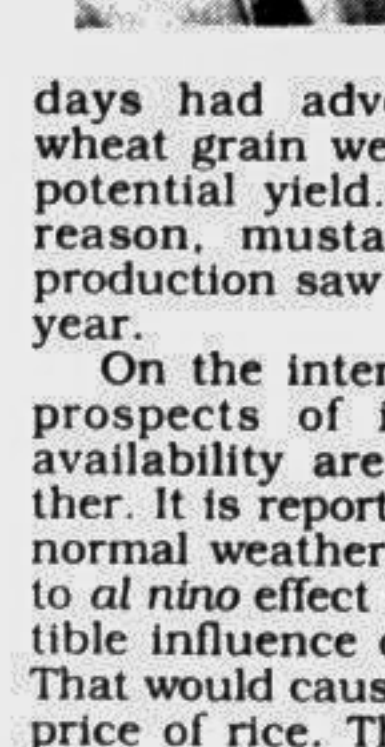 days had adv
wheat grain we
potential yield.
reason, musta
production saw
year.
On the inter
prospects of f
availability are
ther. It is report
normal weather
to al nino effect
tible influence
That would caus
price of rice. Th